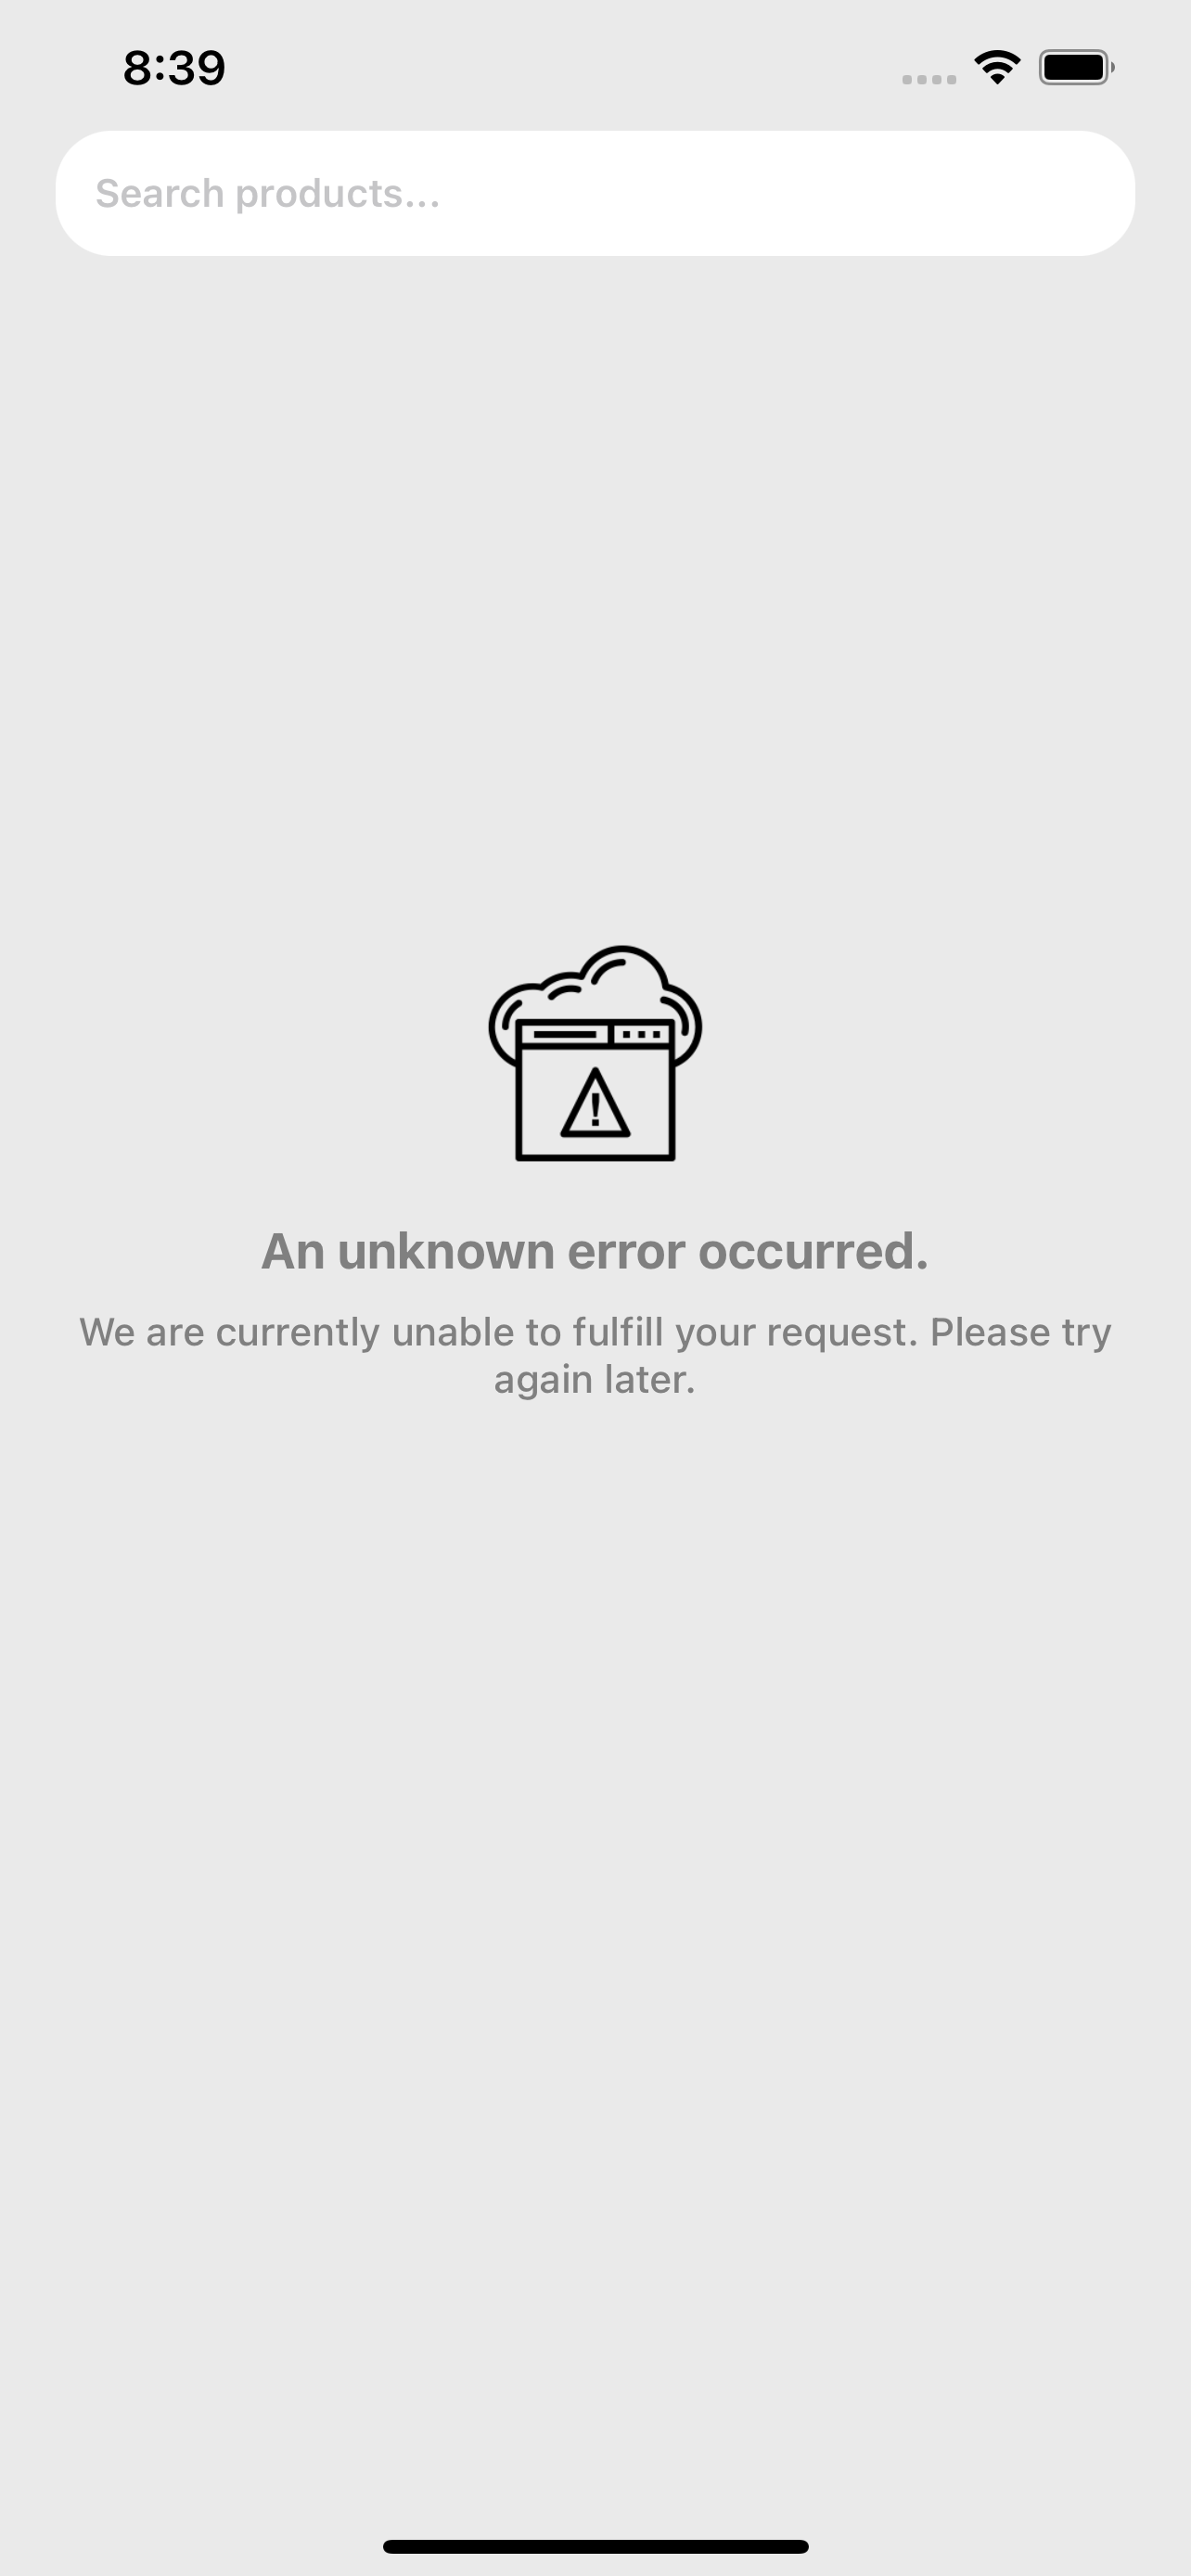 8:39
Search products...
An unknown error occurred.
We are currently unable to fulfill your request. Please try
again later.